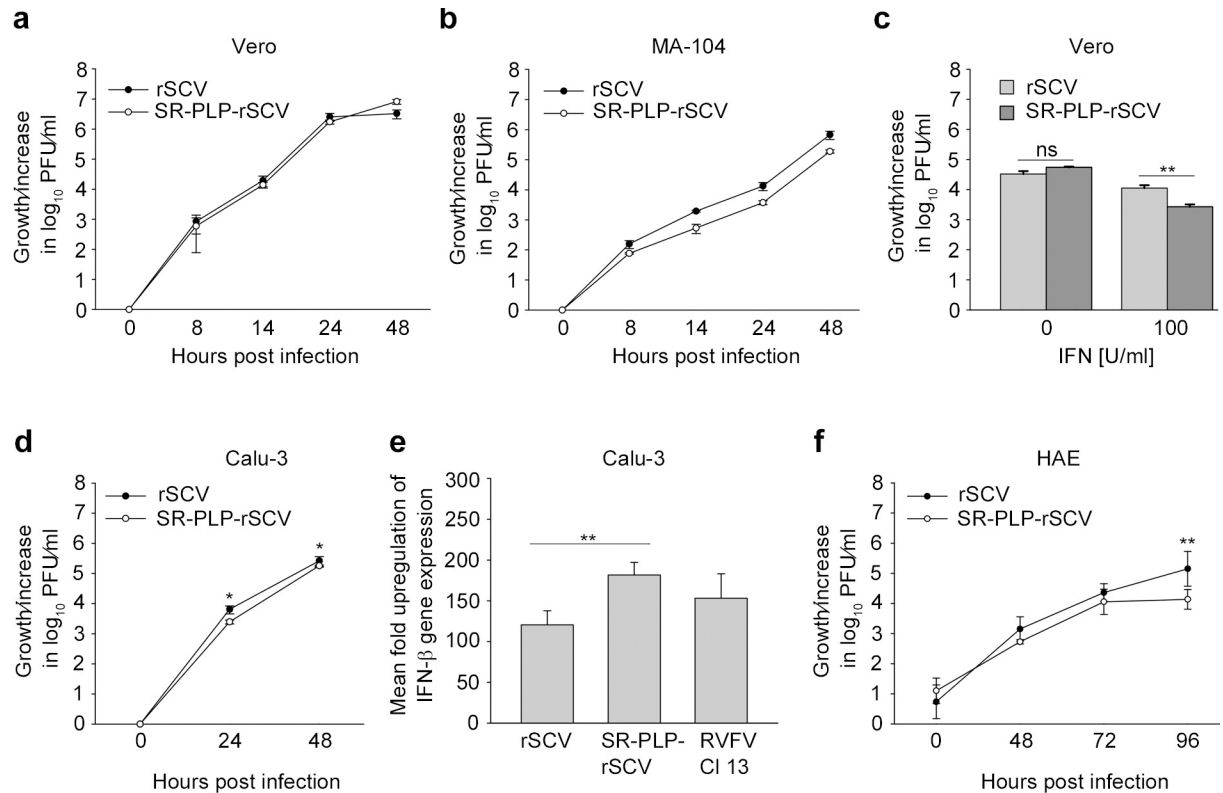 a
Vero
8
7
6
5
4
3
2
1
0
Growth/increase
in log10 PFU/ml
rSCV
SR-PLP-rSCV
0 8 14 24 48
Hours post infection
b
MA-104
8
7
6
5
4
3
2
1
0
Growth/increase
in log10 PFU/ml
rSCV
SR-PLP-rSCV
0 8 14 24 48
Hours post infection
c
Vero
8
7
6
5
4
3
2
1
0
Growth/increase
in log10 PFU/ml
rSCV
SR-PLP-rSCV
ns
**
0 100
IFN [U/ml]
d
Calu-3
8
7
6
5
4
3
2
1
0
Growth/increase
in log10 PFU/ml
rSCV
SR-PLP-rSCV
*
*
0 24 48
Hours post infection
e
Calu-3
300
250
200
150
100
50
0
Mean fold upregulation of
IFN-β gene expression
**
rSCV SR-PLP- RVFV
rSCV Cl 13
f
HAE
8
7
6
5
4
3
2
1
0
Growth/increase
in log10 PFU/ml
rSCV
SR-PLP-rSCV
**
0 48 72 96
Hours post infection